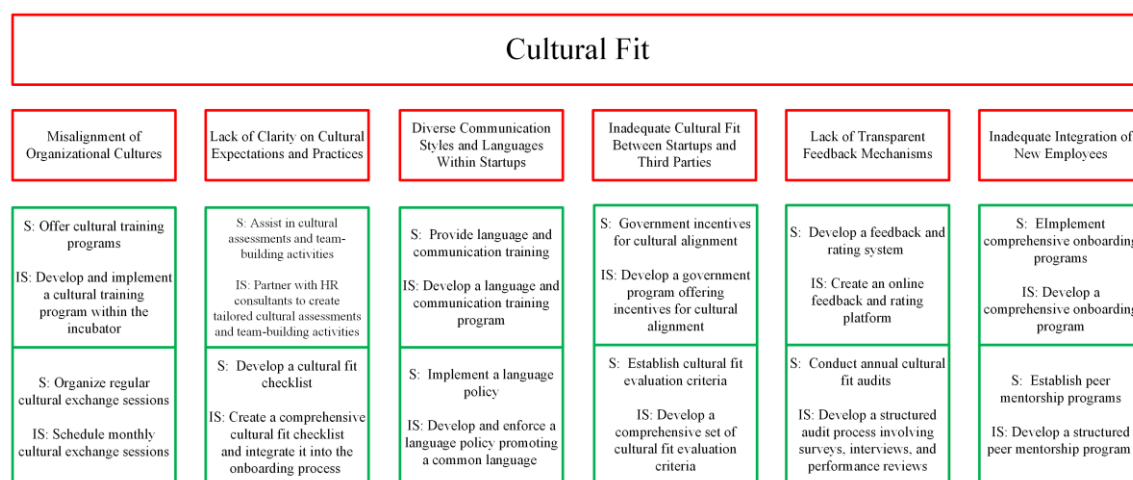 Cultural Fit
Misalignment of
Organizational Cultures
Lack of Clarity on Cultural
Expectations and Practices
Diverse Communication
Styles and Languages
Within Startups
Inadequate Cultural Fit
Between Startups and
Third Parties
Lack of Transparent
Feedback Mechanisms
Inadequate Integration of
New Employees
S: Offer cultural training
programs
IS: Develop and implement
a cultural training
program within the
incubator
S: Assist in cultural
assessments and team-
building activities
IS: Partner with HR
consultants to create
tailored cultural assessments
and team-building activities
S: Provide language and
communication training
IS: Develop a language and
communication training
program
S: Government incentives
for cultural alignment
IS: Develop a government
program offering
incentives for cultural
alignment
S: Develop a feedback and
rating system
IS: Create an online
feedback and rating
platform
S: EImplement
comprehensive onboarding
programs
IS: Develop a
comprehensive onboarding
program
S: Organize regular
cultural exchange sessions
IS: Schedule monthly
cultural exchange sessions
S: Develop a cultural fit
checklist
IS: Create a comprehensive
cultural fit checklist
and integrate it into the
onboarding process
S: Implement a language
policy
IS: Develop and enforce a
language policy promoting
a common language
S: Establish cultural fit
evaluation criteria
IS: Develop a
comprehensive set of
cultural fit evaluation
criteria
S: Conduct annual cultural
fit audits
IS: Develop a structured
audit process involving
surveys, interviews, and
performance reviews
S: Establish peer
mentorship programs
IS: Develop a structured
peer mentorship program